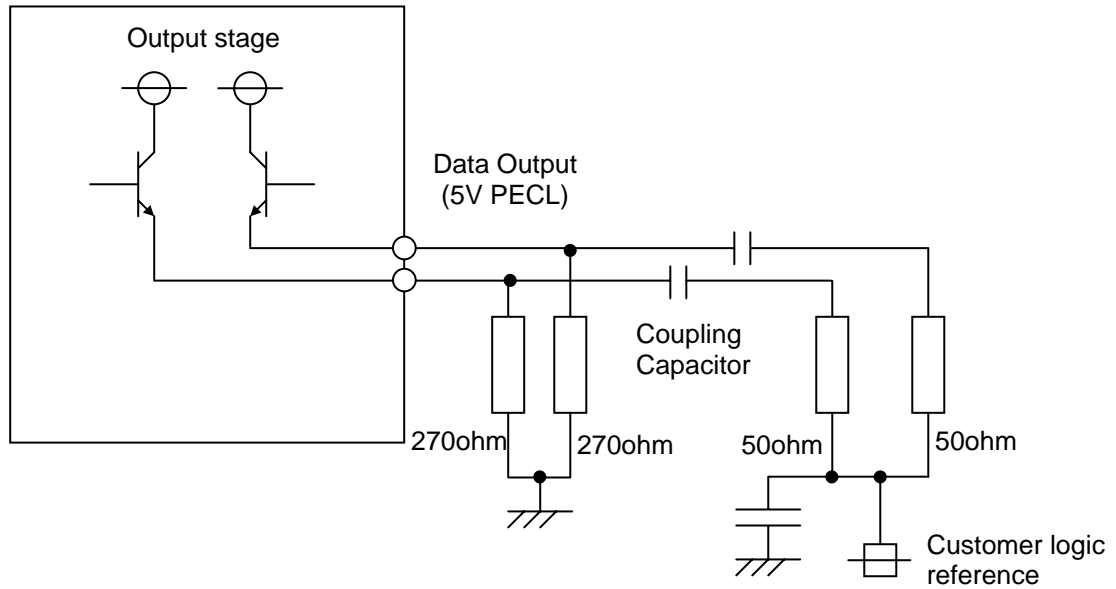 Output stage
Data Output
(5V PECL)
Coupling
Capacitor
270ohm
270ohm
50ohm
50ohm
Customer logic
reference